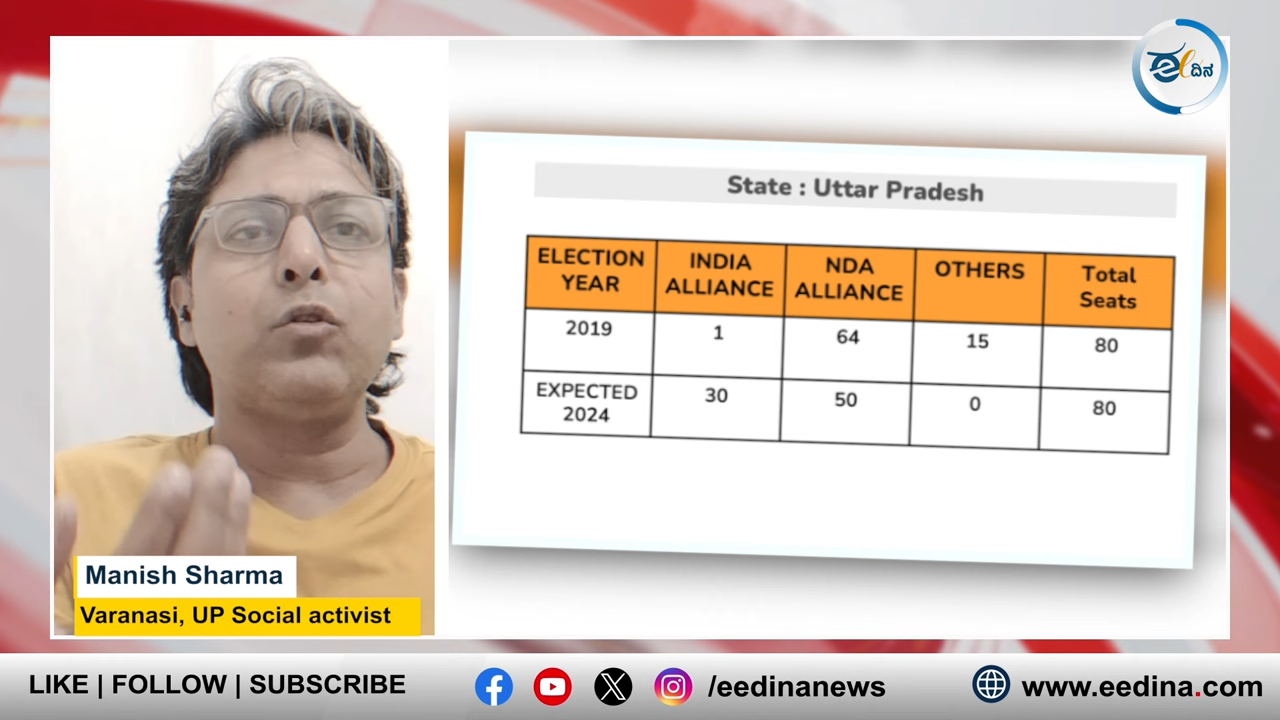 ಈ ದಿನ
State : Uttar Pradesh
ELECTION YEAR INDIA ALLIANCE NDA ALLIANCE OTHERS Total Seats
2019 1 64 15 80
EXPECTED 2024 30 50 0 80
Manish Sharma
Varanasi, UP Social activist
LIKE | FOLLOW | SUBSCRIBE
/eedinanews
www.eedina.com